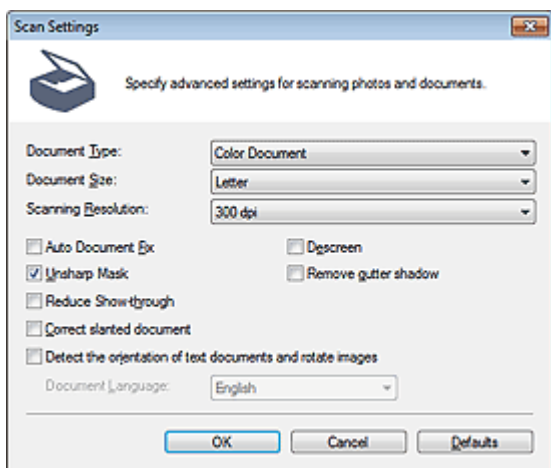 Scan Settings
Specify advanced settings for scanning photos and documents.
Document Type: Color Document
Document Size: Letter
Scanning Resolution: 300 dpi
Auto Document Fix Descreen
Unsharp Mask Remove gutter shadow
Reduce Show-through
Correct slanted document
Detect the orientation of text documents and rotate images
Document Language: English
OK Cancel Defaults